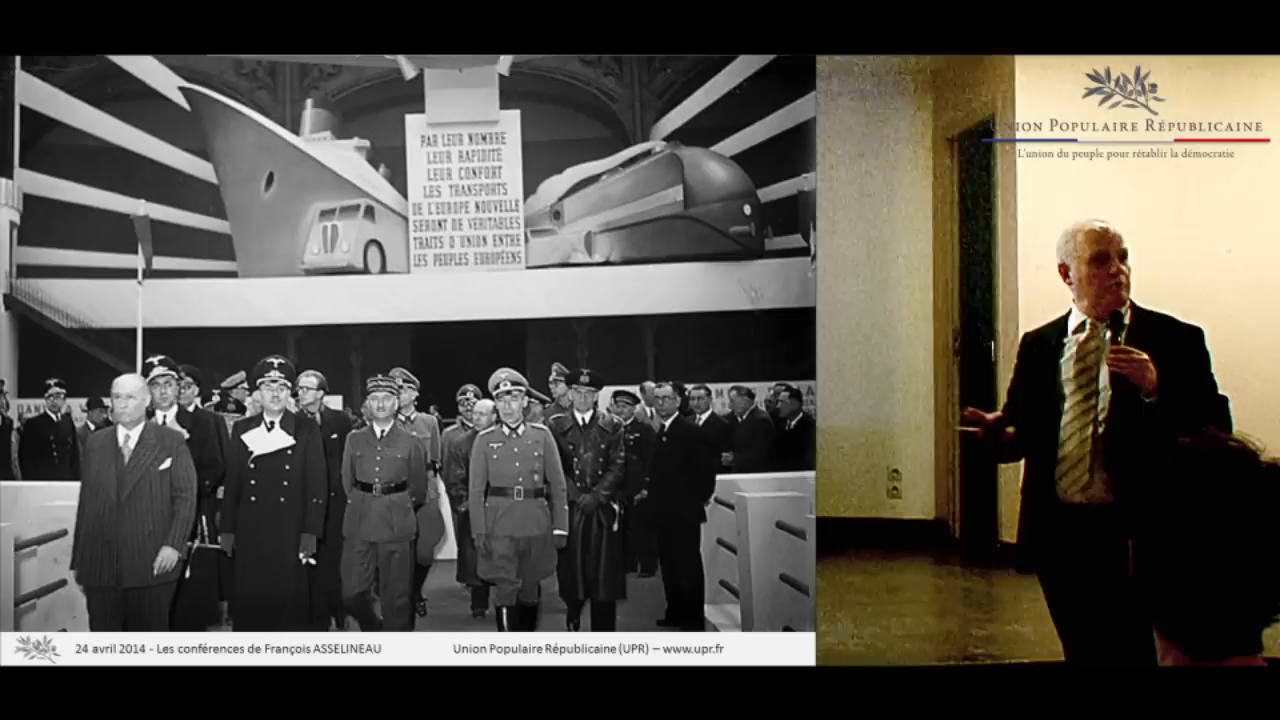 PAR LEUR NOMBRE
LEUR RAPIDITÉ
LEUR CONFORT
LES TRANSPORTS
DE L'EUROPE NOUVELLE
SERONT DE VÉRITABLES
TRAITS D'UNION ENTRE
LES PEUPLES EUROPÉENS
UNION POPULAIRE RÉPUBLICAINE
L'union du peuple pour rétablir la démocratie
24 avril 2014 - Les conférences de François ASSELINEAU
Union Populaire Républicaine (UPR) – www.upr.fr